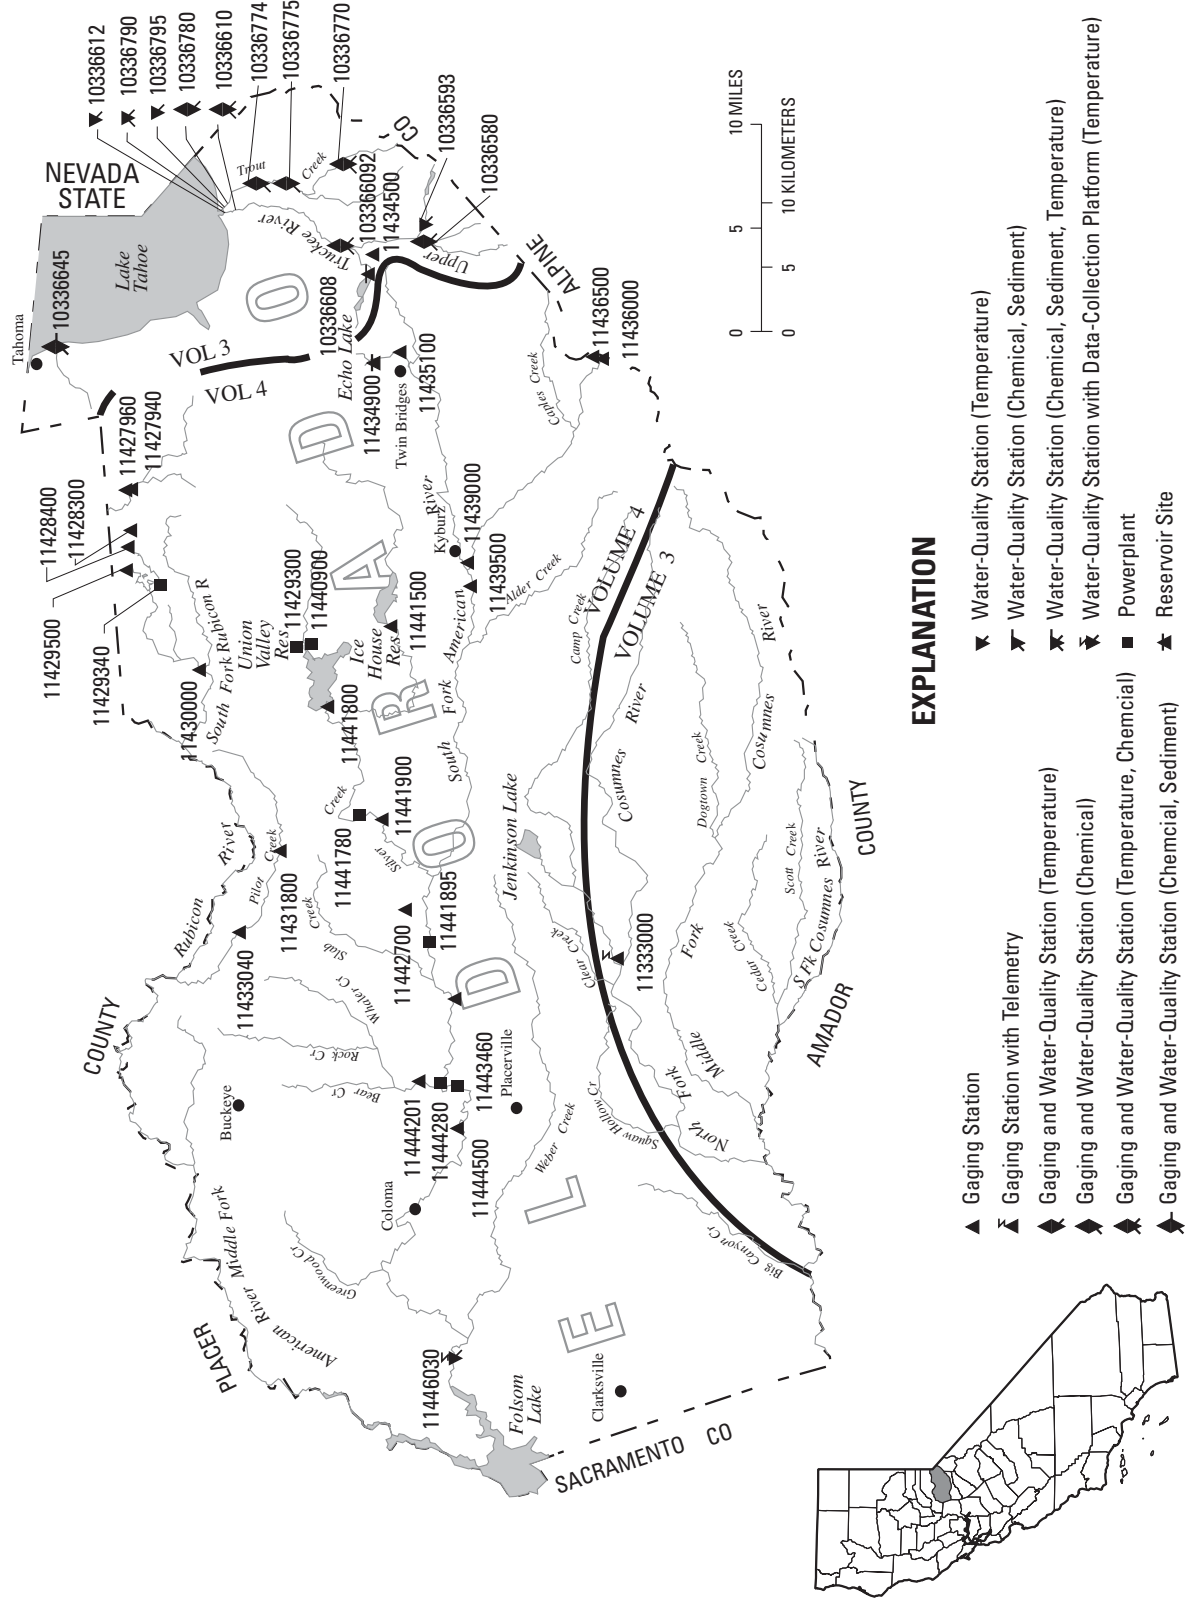 NEVADA
STATE
Tahoma
10336645
Lake
Tahoe
10336612
10336790
10336795
10336780
10336610
10336774
10336775
10336770
Trout
Creek
CO
103366092
11434500
10336593
10336580
Truckee River
Upper
ALPINE
VOL 3
VOL 4
10336608
Echo Lake
11434900
Twin Bridges
11435100
Caples Creek
11436500
11436000
11427960
11427940
11428400
11428300
11429500
11429340
11430000
South Fork Rubicon R
Union
Valley
Res
11429300
11440900
Ice
House
Res
11441500
11441800
Kyburz
River
11439000
11439500
Alder Creek
South Fork American
Camp Creek
VOLUME 4
VOLUME 3
River
Cosumnes
River
Cosumnes
Dogtown Creek
Scott Creek
S Fk Cosumnes River
COUNTY
AMADOR
Cedar Creek
Jenkinson Lake
Clear Creek
11333000
Fork
Middle
Fork
North
Squaw Hollow Cr
Big Canyon Cr
Rubicon
River
Pilot
Creek
11431800
11433040
Creek
Silver
11441780
11441900
11442700
11441895
Slab
Creek
Whaler Cr
Rock Cr
Bear Cr
COUNTY
PLACER
Buckeye
11444201
11444280
11443460
11444500
Placerville
Weber Creek
Coloma
Greenwood Cr
American River Middle Fork
11446030
Folsom
Lake
Clarksville
SACRAMENTO CO
EL DORADO
0 5 10 MILES
0 5 10 KILOMETERS
EXPLANATION
Gaging Station
Gaging Station with Telemetry
Gaging and Water-Quality Station (Temperature)
Gaging and Water-Quality Station (Chemical)
Gaging and Water-Quality Station (Temperature, Chemcial)
Gaging and Water-Quality Station (Chemcial, Sediment)
Water-Quality Station (Temperature)
Water-Quality Station (Chemical, Sediment)
Water-Quality Station (Chemical, Sediment, Temperature)
Water-Quality Station with Data-Collection Platform (Temperature)
Powerplant
Reservoir Site